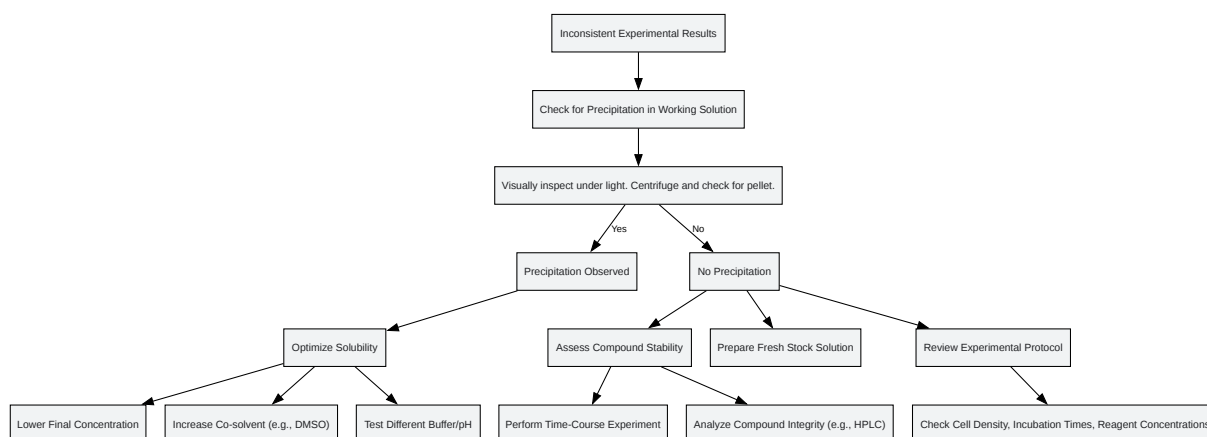 Inconsistent Experimental Results
Check for Precipitation in Working Solution
Visually inspect under light. Centrifuge and check for pellet.
Yes
No
Precipitation Observed
No Precipitation
Optimize Solubility
Assess Compound Stability
Prepare Fresh Stock Solution
Review Experimental Protocol
Lower Final Concentration
Increase Co-solvent (e.g., DMSO)
Test Different Buffer/pH
Perform Time-Course Experiment
Analyze Compound Integrity (e.g., HPLC)
Check Cell Density, Incubation Times, Reagent Concentrations